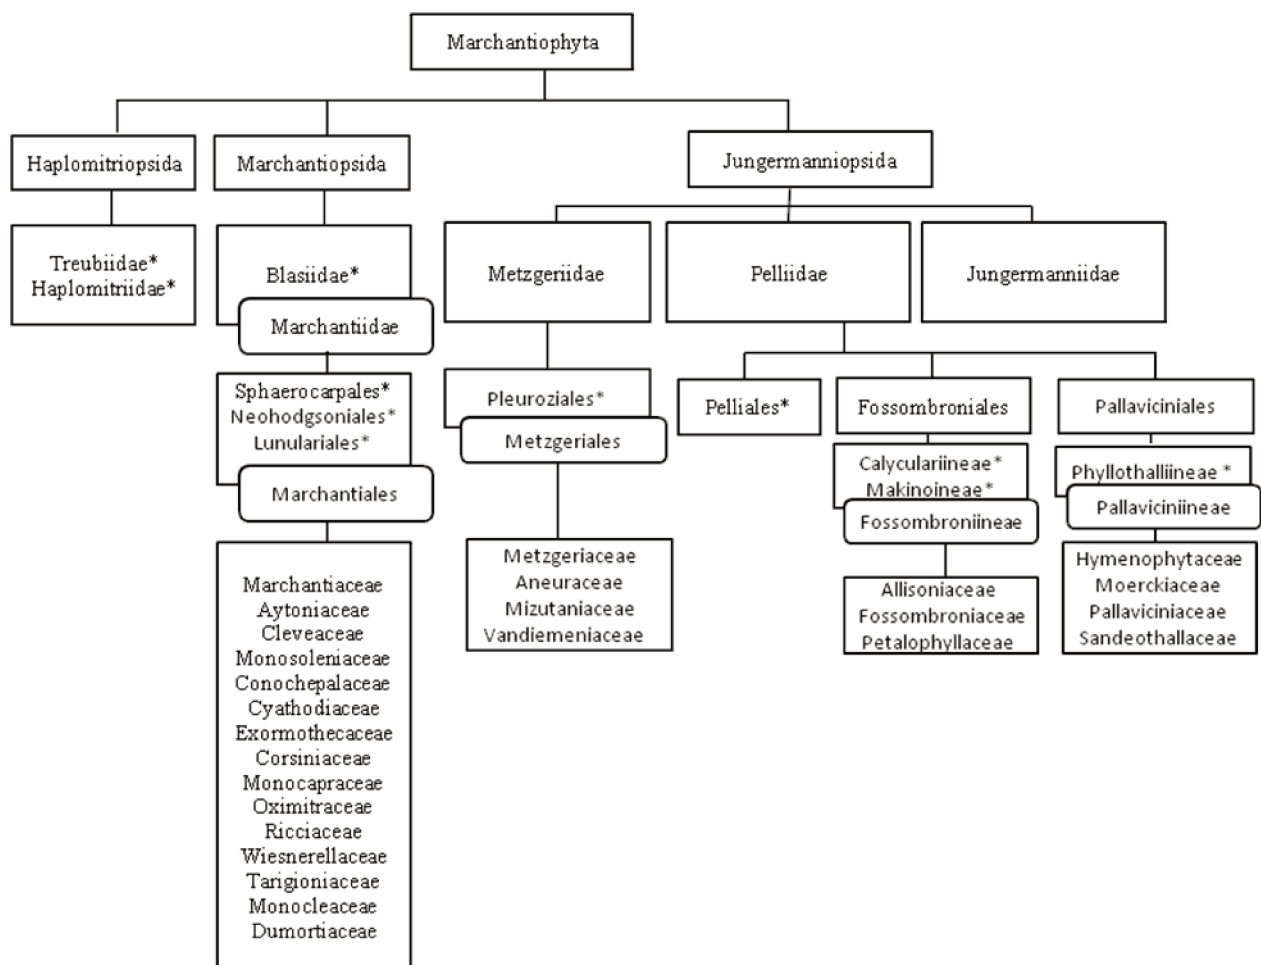 Marchantiophyta
Haplomitriopsida
Marchantiopsida
Jungermanniopsida
Treubiidae*
Haplomitriidae*
Blasiidae*
Marchantiidae
Metzgeriidae
Pelliidae
Jungermanniidae
Sphaerocarpales*
Neohodgsoniales*
Lunulariales*
Marchantiales
Pleuroziales*
Metzgeriales
Pelliales*
Fossombroniales
Pallaviciniales
Calyculariineae*
Makinoineae*
Fossombroniineae
Phyllothalliineae *
Pallaviciniineae
Marchantiaceae
Aytoniaceae
Cleveaceae
Monosoleniaceae
Conochepalaceae
Cyathodiaceae
Exormothecaceae
Corsiniaceae
Monocapraceae
Oximitraceae
Ricciaceae
Wiesnerellaceae
Tarigioniaceae
Monocleaceae
Dumortiaceae
Metzgeriaceae
Aneuraceae
Mizutaniaceae
Vandiemeniaceae
Allisoniaceae
Fossombroniaceae
Petalophyllaceae
Hymenophytaceae
Moerckiaceae
Pallaviciniaceae
Sandeothallaceae